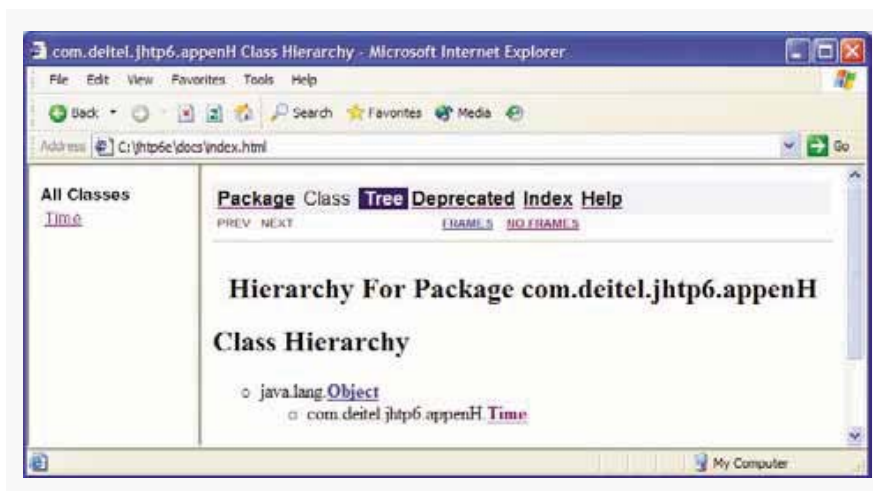 com.deitel.jhtp6.appenH Class Hierarchy - Microsoft Internet Explorer
File Edit View Favorites Tools Help
Back Search Favorites Media
Address C:\jhtp6e\docs\index.html Go
All Classes
Time
Package Class Tree Deprecated Index Help
PREV NEXT FRAMES NO FRAMES
Hierarchy For Package com.deitel.jhtp6.appenH
Class Hierarchy
java.lang.Object
com.deitel.jhtp6.appenH.Time
My Computer